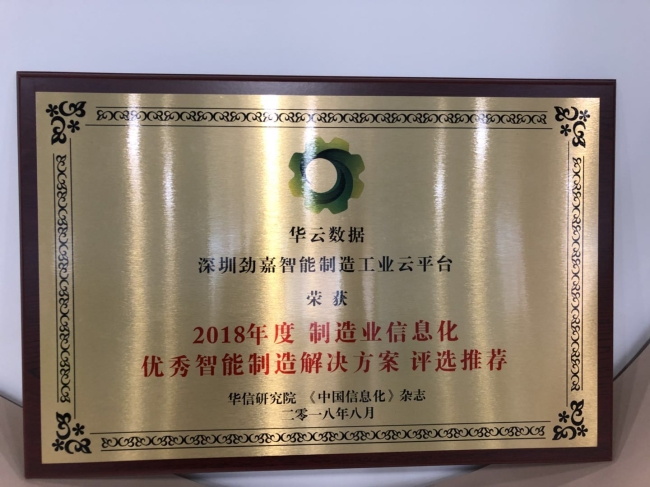 华云数据
深圳劲嘉智能制造工业云平台
荣获
2018年度 制造业信息化
优秀智能制造解决方案 评选推荐
华信研究院 《中国信息化》杂志
二零一八年八月